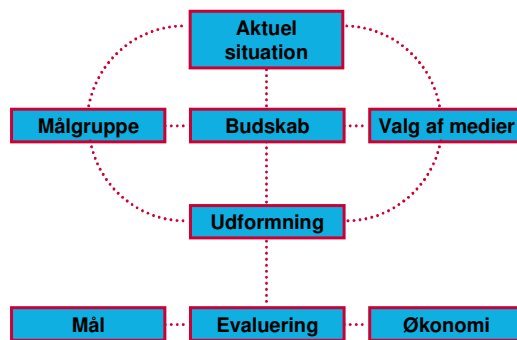 Aktuel
situation
Målgruppe
Budskab
Valg af medier
Udformning
Mål
Evaluering
Økonomi